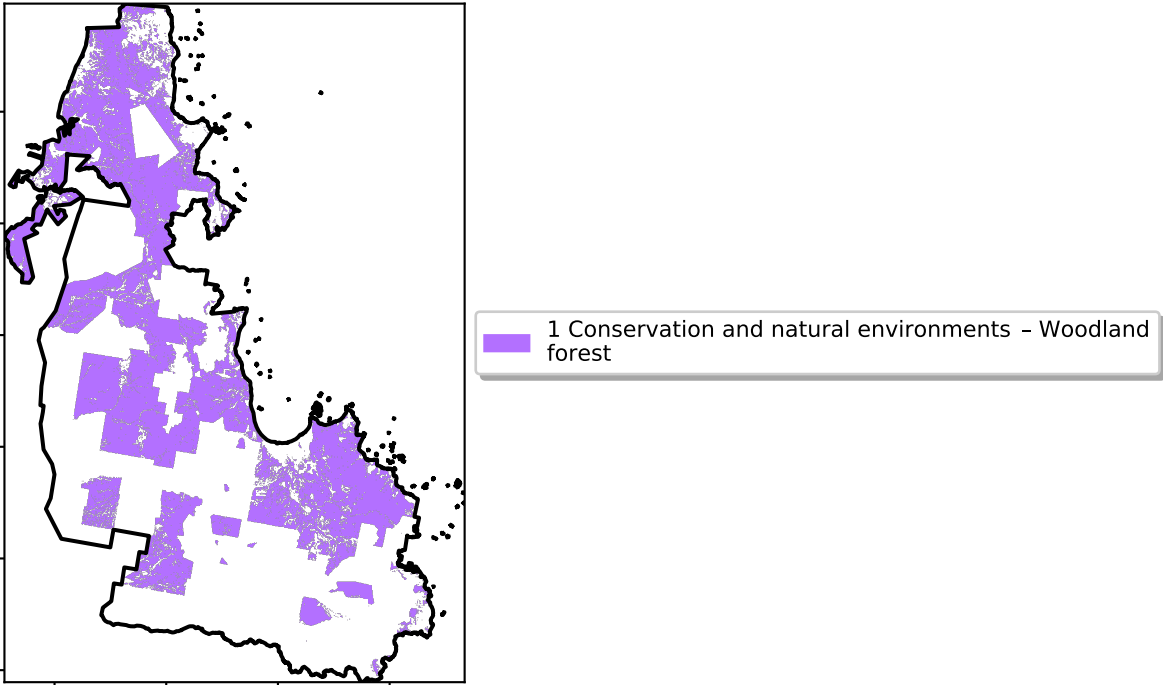 1 Conservation and natural environments – Woodland
forest